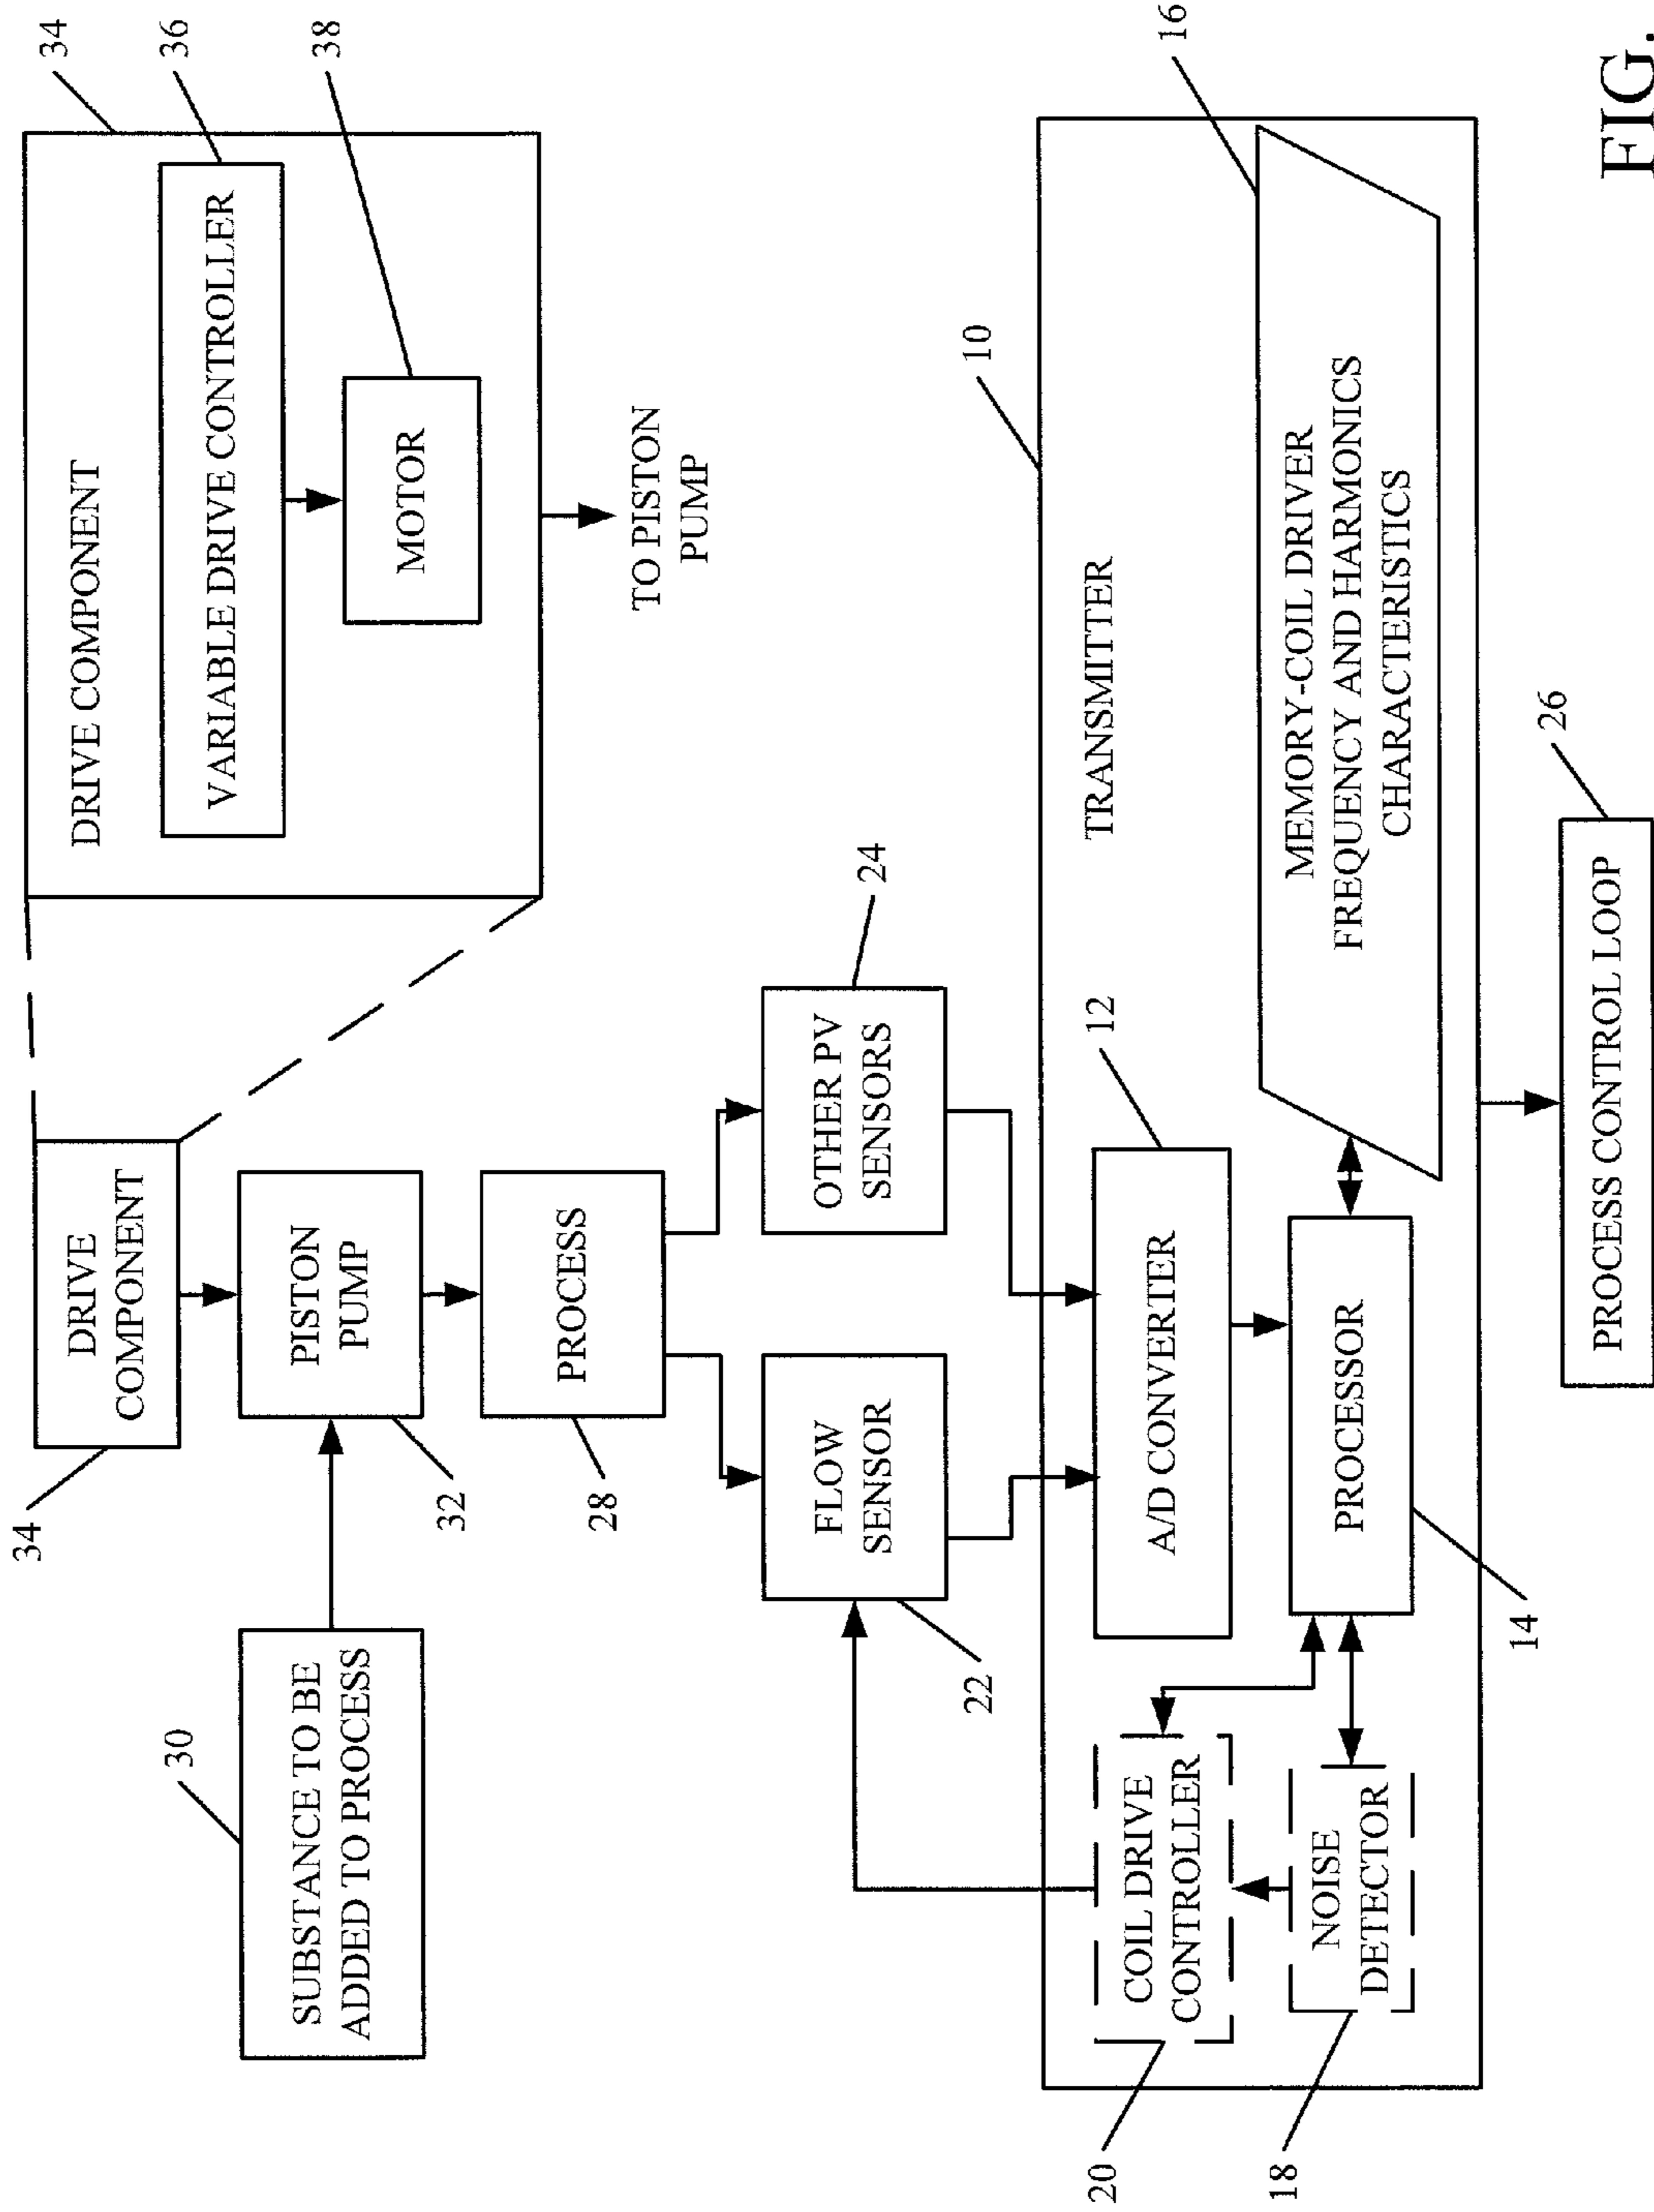 34
DRIVE
COMPONENT
DRIVE COMPONENT
34
VARIABLE DRIVE CONTROLLER
36
MOTOR
38
TO PISTON
PUMP
30
SUBSTANCE TO BE
ADDED TO PROCESS
PISTON
PUMP
32
PROCESS
28
FLOW
SENSOR
22
OTHER PV
SENSORS
24
10
TRANSMITTER
A/D CONVERTER
12
COIL DRIVE
CONTROLLER
20
NOISE
DETECTOR
18
PROCESSOR
14
MEMORY-COIL DRIVER
FREQUENCY AND HARMONICS
CHARACTERISTICS
16
PROCESS CONTROL LOOP
26
FIG.